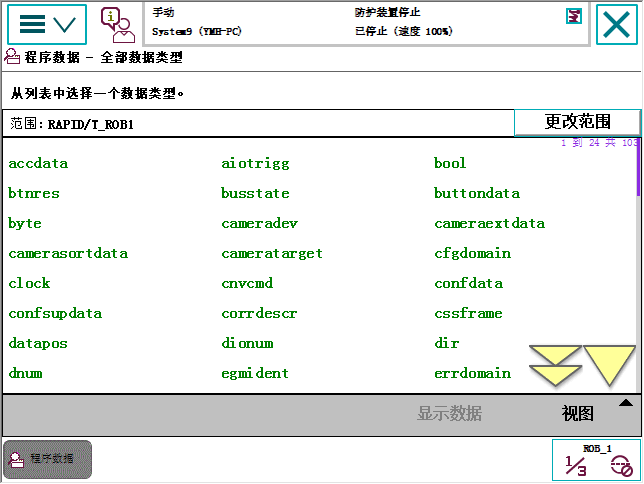 手动
防护装置停止
System9 (YMH-PC)
已停止 (速度 100%)
程序数据 - 全部数据类型
从列表中选择一个数据类型。
范围: RAPID/T_ROB1
更改范围
1 到 24 共 103
accdata aiotrigg bool
btnres busstate buttondata
byte cameradev cameraextdata
camerasortdata cameratarget cfgdomain
clock cnvcmd confdata
confsupdata corrdescr cssframe
datapos dionum dir
dnum egmident errdomain
显示数据 视图
程序数据
ROB_1
1/3